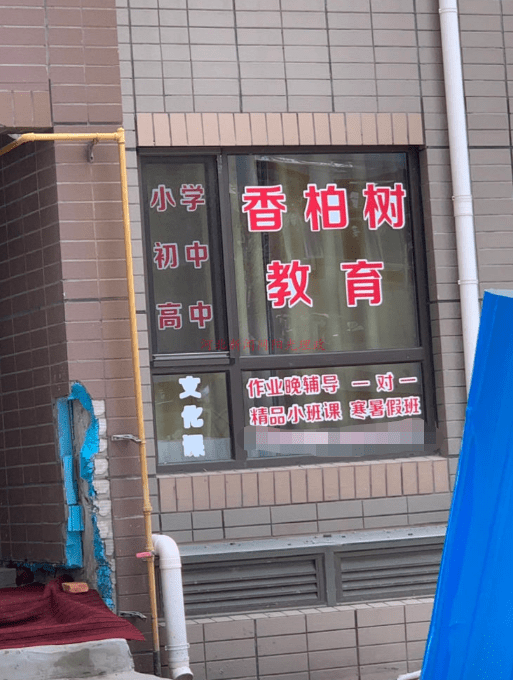 小学
初中
高中
香柏树
教育
文化课
作业晚辅导 一对一
精品小班课 寒暑假班